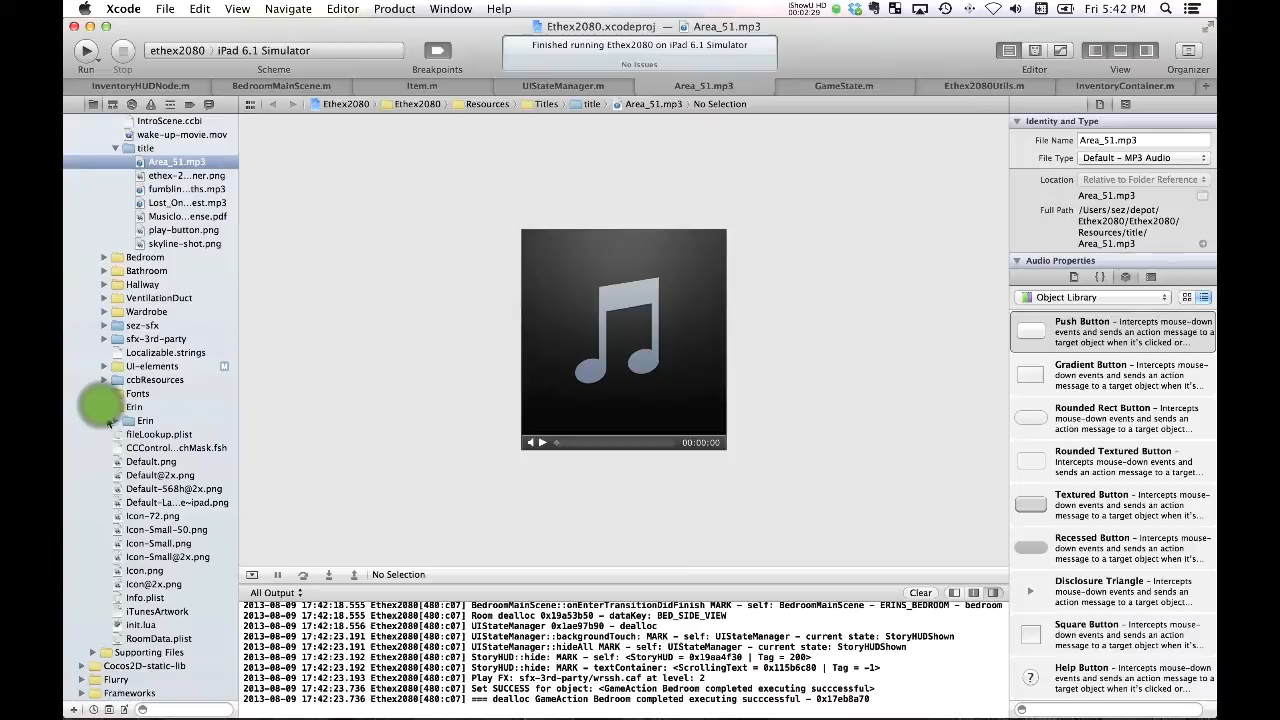 Xcode File Edit View Navigate Editor Product Window Help
iShowU HD
00:02:29
Fri 5:42 PM
Ethex2080.xcodeproj — Area_51.mp3
Run Stop
ethex2080 iPad 6.1 Simulator
Scheme
Breakpoints
Finished running Ethex2080 on iPad 6.1 Simulator
No Issues
Editor
View
Organizer
InventoryHUDNode.m BedroomMainScene.m Item.m UIStateManager.m Area_51.mp3 GameState.m Ethex2080Utils.m InventoryContainer.m
Ethex2080 Ethex2080 Resources Titles title Area_51.mp3 No Selection
IntroScene.ccbi
wake-up-movie.mov
title
Area_51.mp3
ethex-2...ner.png
fumblin...ths.mp3
Lost_On...est.mp3
Musiclo...ense.pdf
play-button.png
skyline-shot.png
Bedroom
Bathroom
Hallway
VentilationDuct
Wardrobe
sez-sfx
sfx-3rd-party
Localizable.strings
UI-elements M
ccbResources
Fonts
Erin
Erin
fileLookup.plist
CCControl...chMask.fsh
Default.png
Default@2x.png
Default-568h@2x.png
Default-La...e~ipad.png
Icon-72.png
Icon-Small-50.png
Icon-Small.png
Icon-Small@2x.png
Icon.png
Icon@2x.png
Info.plist
iTunesArtwork
init.lua
RoomData.plist
Supporting Files
Cocos2D-static-lib
Flurry
Frameworks
00:00:00
No Selection
All Output
Clear
2013-08-09 17:42:18.555 Ethex2080[480:c07] BedroomMainScene::onEnterTransitionDidFinish MARK - self: BedroomMainScene - ERINS_BEDROOM - bedroom
2013-08-09 17:42:18.555 Ethex2080[480:c07] Room dealloc 0x19a53b50 - dataKey: BED_SIDE_VIEW
2013-08-09 17:42:18.555 Ethex2080[480:c07] UIStateManager 0x1ae97b90 - dealloc
2013-08-09 17:42:23.191 Ethex2080[480:c07] UIStateManager::backgroundTouch: MARK - self: UIStateManager - current state: StoryHUDShown
2013-08-09 17:42:23.191 Ethex2080[480:c07] UIStateManager::hideAll MARK - self: UIStateManager - current state: StoryHUDShown
2013-08-09 17:42:23.191 Ethex2080[480:c07] StoryHUD::hide: MARK - self: <StoryHUD = 0x19aa4f30 | Tag = 200>
2013-08-09 17:42:23.191 Ethex2080[480:c07] StoryHUD::hide: MARK - textContainer: <ScrollingText = 0x115b6c80 | Tag = -1>
2013-08-09 17:42:23.193 Ethex2080[480:c07] Play FX: sfx-3rd-party/wrssh.caf at level: 2
2013-08-09 17:42:23.736 Ethex2080[480:c07] Set SUCCESS for object: <GameAction Bedroom completed executing succcessful>
2013-08-09 17:42:23.736 Ethex2080[480:c07] === dealloc GameAction Bedroom completed executing succcessful - 0x17eb8a70
Identity and Type
File Name Area_51.mp3
File Type Default - MP3 Audio
Location Relative to Folder Reference
Area_51.mp3
Full Path /Users/sez/depot/
Ethex2080/Ethex2080/
Resources/title/
Area_51.mp3
Audio Properties
Object Library
Push Button - Intercepts mouse-down
events and sends an action message to a
target object when it's clicked or...
Gradient Button - Intercepts mouse-
down events and sends an action
message to a target object when it's...
Rounded Rect Button - Intercepts
mouse-down events and sends an
action message to a target object...
Rounded Textured Button -
Intercepts mouse-down events and
sends an action message to a target...
Textured Button - Intercepts mouse-
down events and sends an action
message to a target object when it's...
Recessed Button - Intercepts mouse-
down events and sends an action
message to a target object when it's...
Disclosure Triangle - Intercepts
mouse-down events and sends an
action message to a target object...
Square Button - Intercepts mouse-
down events and sends an action
message to a target object when it's...
Help Button - Intercepts mouse-down
events and sends an action message to a
target object when it's clicked or...